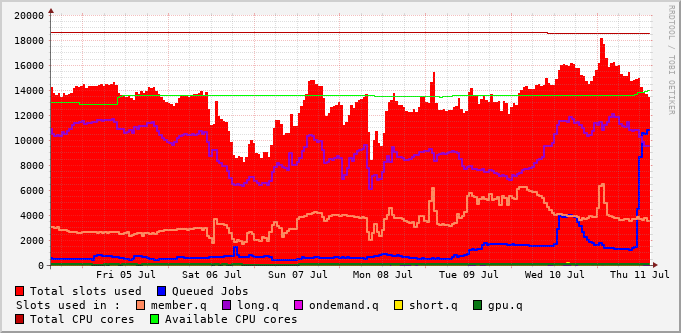 RRDTOOL / TOBI OETIKER
20000
18000
16000
14000
12000
10000
8000
6000
4000
2000
0
Fri 05 Jul Sat 06 Jul Sun 07 Jul Mon 08 Jul Tue 09 Jul Wed 10 Jul Thu 11 Jul
Total slots used Queued Jobs
Slots used in : member.q long.q ondemand.q short.q gpu.q
Total CPU cores Available CPU cores